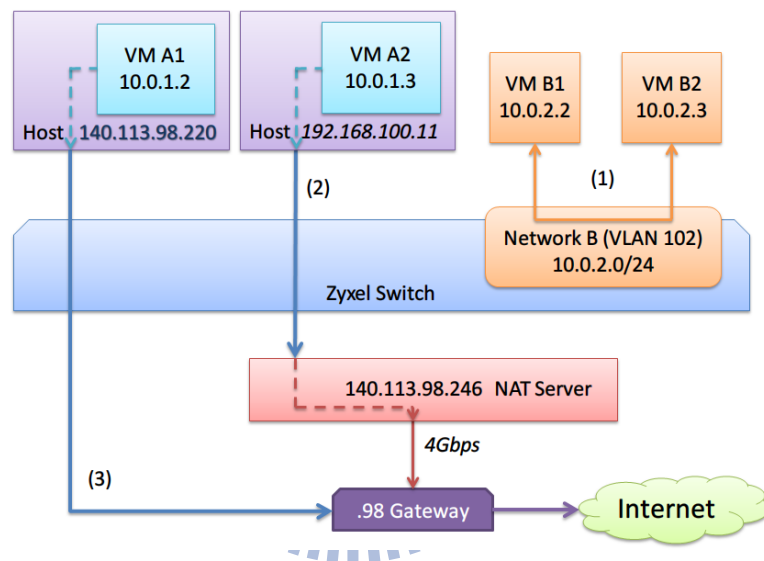 VM A1
10.0.1.2
Host 140.113.98.220
VM A2
10.0.1.3
Host 192.168.100.11
VM B1
10.0.2.2
VM B2
10.0.2.3
(1)
(2)
Network B (VLAN 102)
10.0.2.0/24
Zyxel Switch
140.113.98.246 NAT Server
4Gbps
(3)
.98 Gateway
Internet